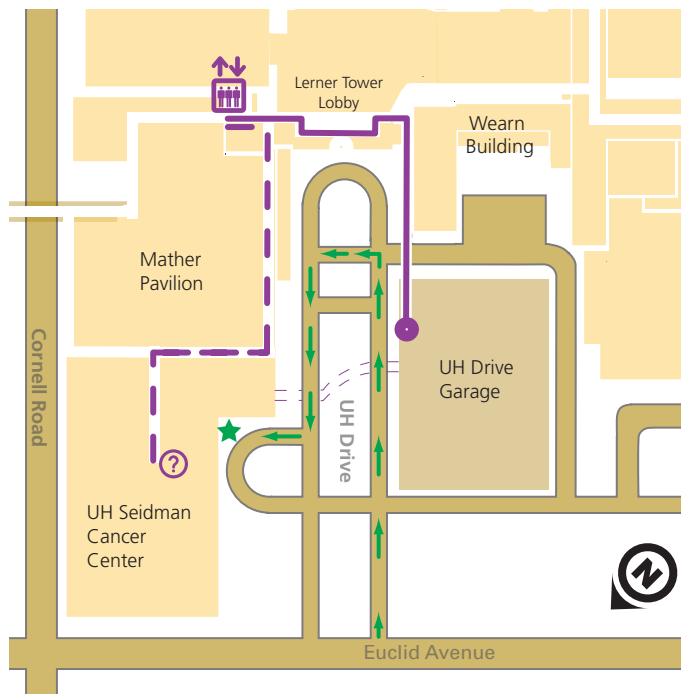 Lerner Tower
Lobby
Wearn
Building
Mather
Pavilion
Cornell Road
UH Drive
Garage
UH Drive
?
UH Seidman
Cancer
Center
N
Euclid Avenue